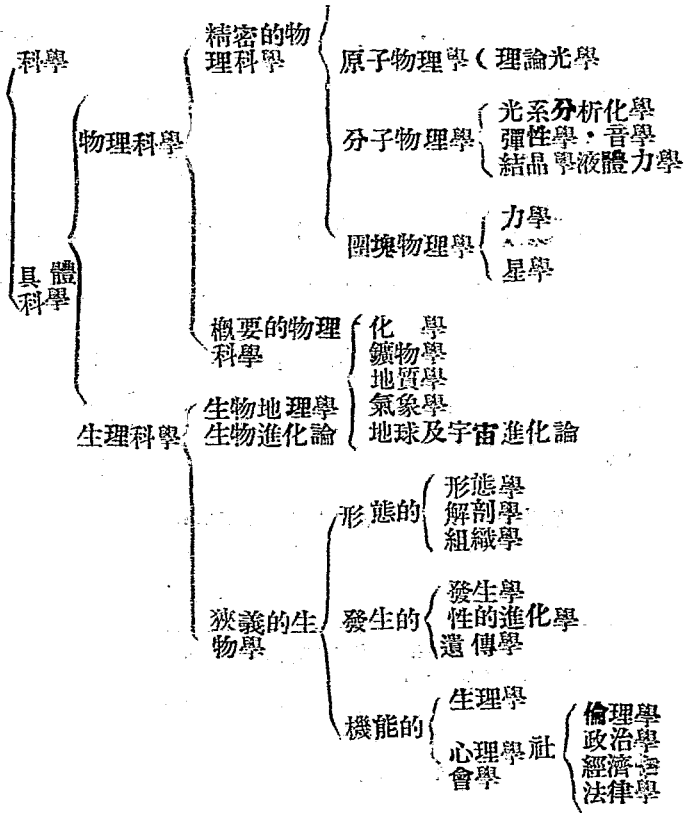 科學
具體
科學
物理科學
精密的物
理科學
原子物理學（理論光學
分子物理學
光系分析化學
彈性學・音學
結晶學液體力學
團塊物理學
力學
星學
概要的物理
科學
化　學
鑛物學
地質學
氣象學
地球及宇宙進化論
生理科學
生物地理學
生物進化論
狹義的生
物學
形態的
形態學
解剖學
組織學
發生的
發生學
性的進化學
遺傳學
機能的
生理學
心理學社
會學
倫理學
政治學
經濟
法律學